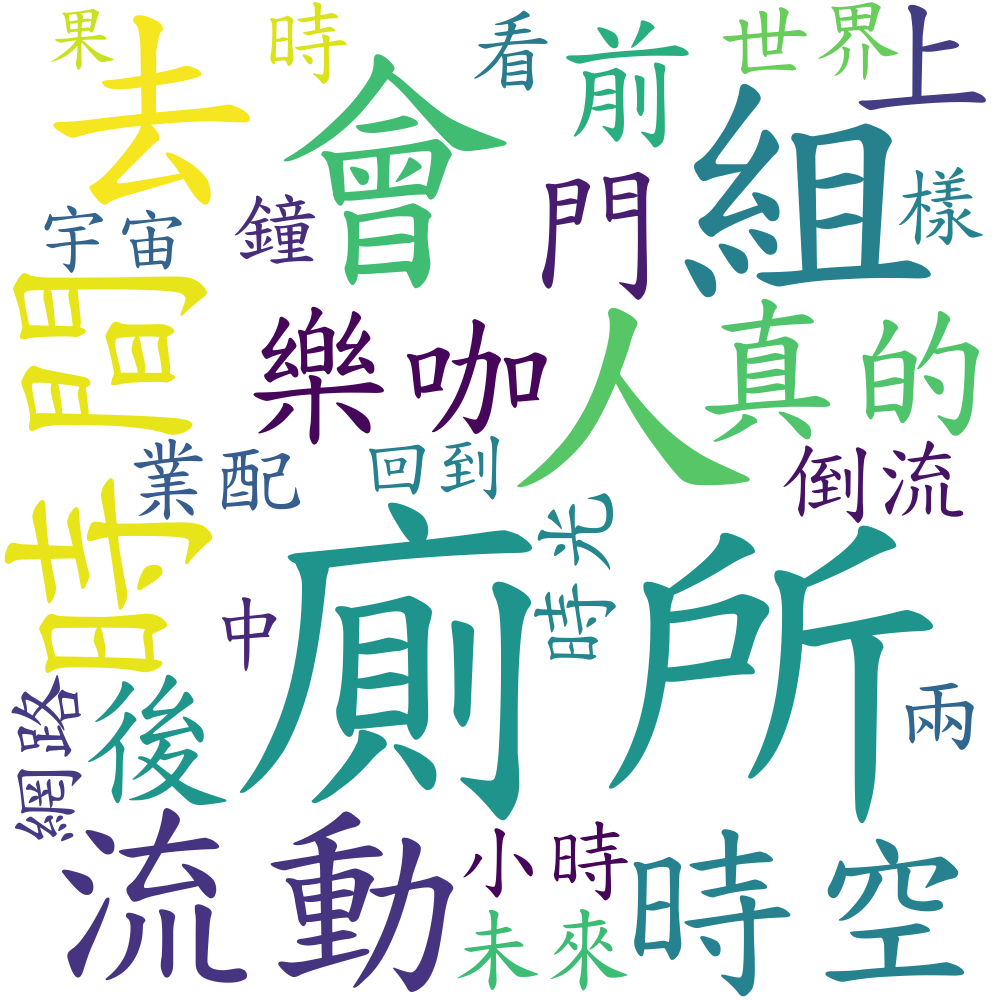 果
時
看
前
世界
上
去
會
組
宇宙
鐘
門
樣
時間
樂咖
人
真的
業配
回到
倒流
廁所
時光
中
網路
後
兩
流動
小時
時空
未來